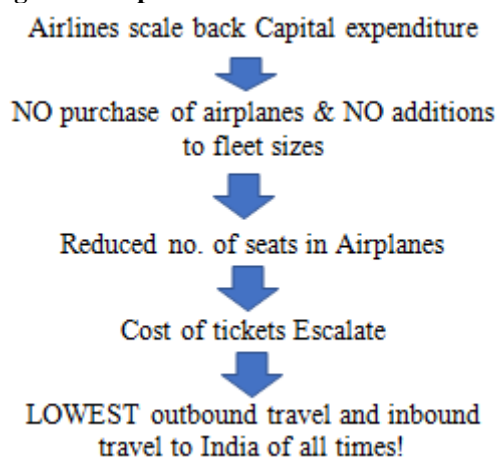 Airlines scale back Capital expenditure
NO purchase of airplanes & NO additions
to fleet sizes
Reduced no. of seats in Airplanes
Cost of tickets Escalate
LOWEST outbound travel and inbound
travel to India of all times!